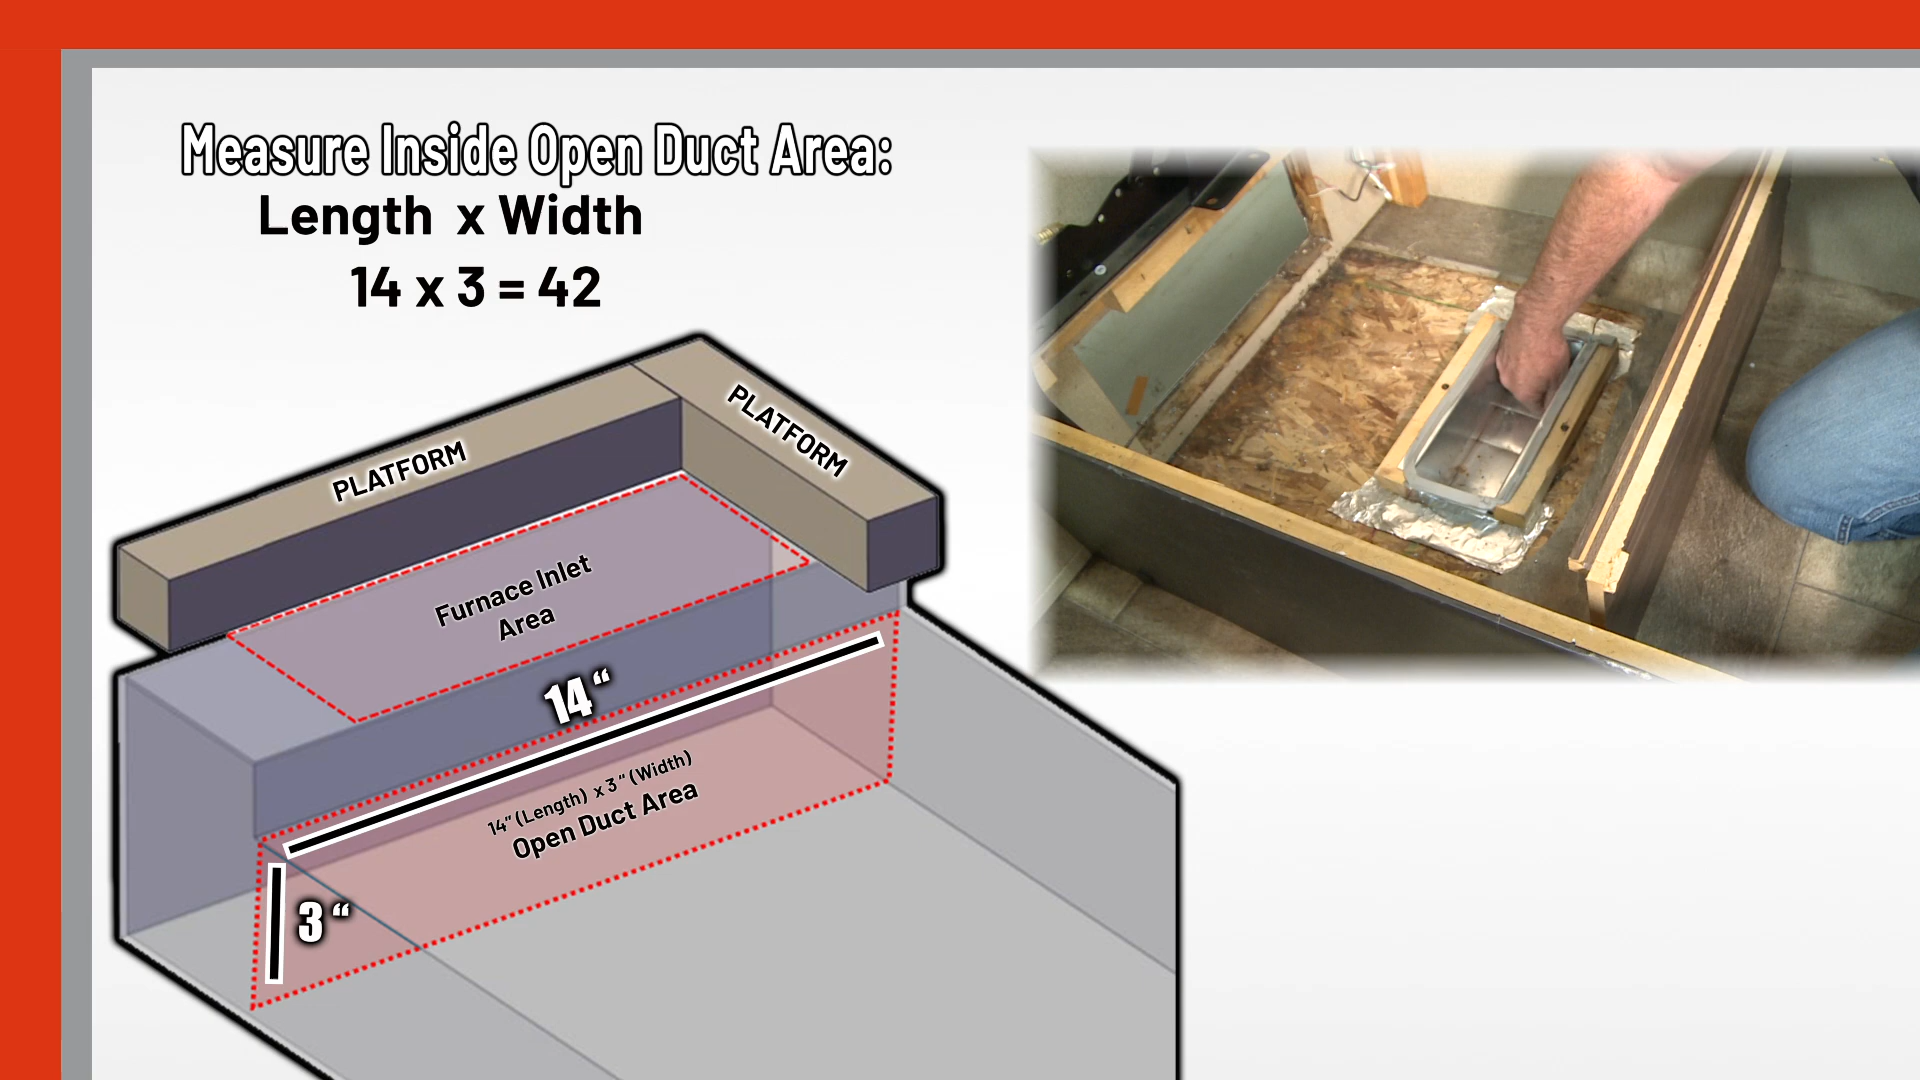 Measure Inside Open Duct Area:
Length x Width
14 x 3 = 42
PLATFORM
PLATFORM
Furnace Inlet
Area
14“
14” (Length) x 3 “ (Width)
Open Duct Area
3 “